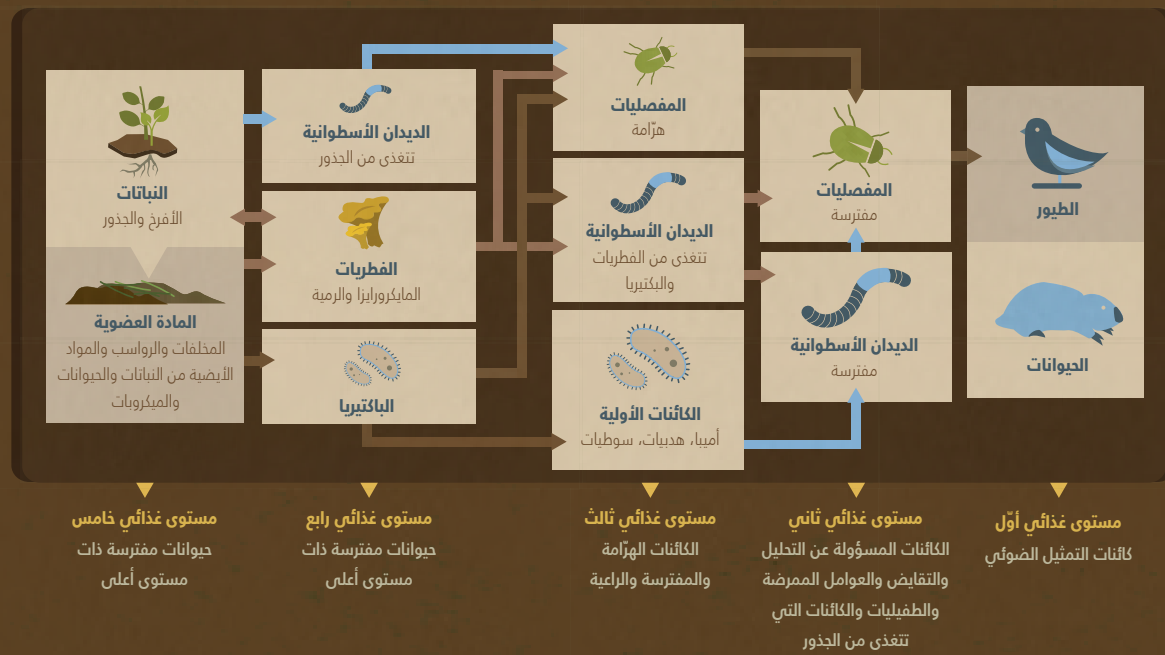 النباتات
الأفرخ والجذور
المادة العضوية
المخلفات والرواسب والمواد
الأيضية من النباتات والحيوانات
والميكروبات
الديدان الأسطوانية
تتغذى من الجذور
الفطريات
المايكرورايزا والرمية
الباكتيريا
المفصليات
هرّامة
الديدان الأسطوانية
تتغذى من الفطريات
والبكتيريا
الكائنات الأولية
أميبا، هدبيات، سوطيات
المفصليات
مفترسة
الديدان الأسطوانية
مفترسة
الطيور
الحيوانات
مستوى غذائي أوّل
كائنات التمثيل الضوئي
مستوى غذائي ثاني
الكائنات المسؤولة عن التحليل
والتقايض والعوامل الممرضة
والطفيليات والكائنات التي
تتغذى من الجذور
مستوى غذائي ثالث
الكائنات الهرّامة
والمفترسة والراعية
مستوى غذائي رابع
حيوانات مفترسة ذات
مستوى أعلى
مستوى غذائي خامس
حيوانات مفترسة ذات
مستوى أعلى